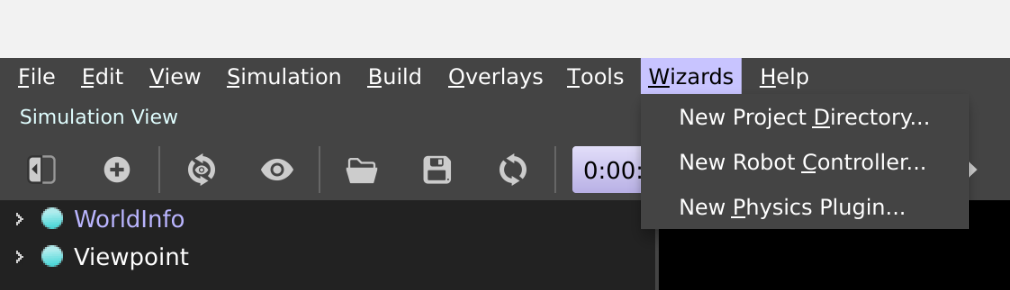 File Edit View Simulation Build Overlays Tools Wizards Help
Simulation View
New Project Directory...
New Robot Controller...
0:00:
New Physics Plugin...
WorldInfo
Viewpoint